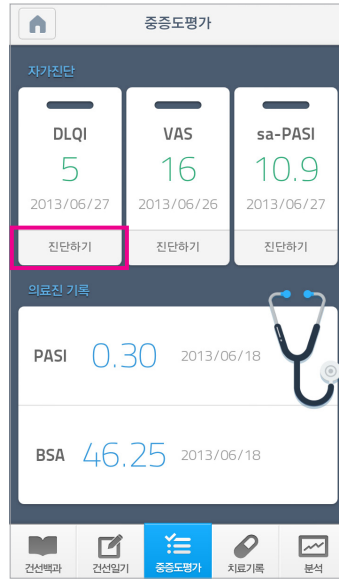 중증도평가
자가진단
DLQI VAS sa-PASI
5 16 10.9
2013/06/27 2013/06/26 2013/06/27
진단하기 진단하기 진단하기
의료진 기록
PASI 0.30 2013/06/18
BSA 46.25 2013/06/18
건선백과 건선일기 중증도평가 치료기록 분석